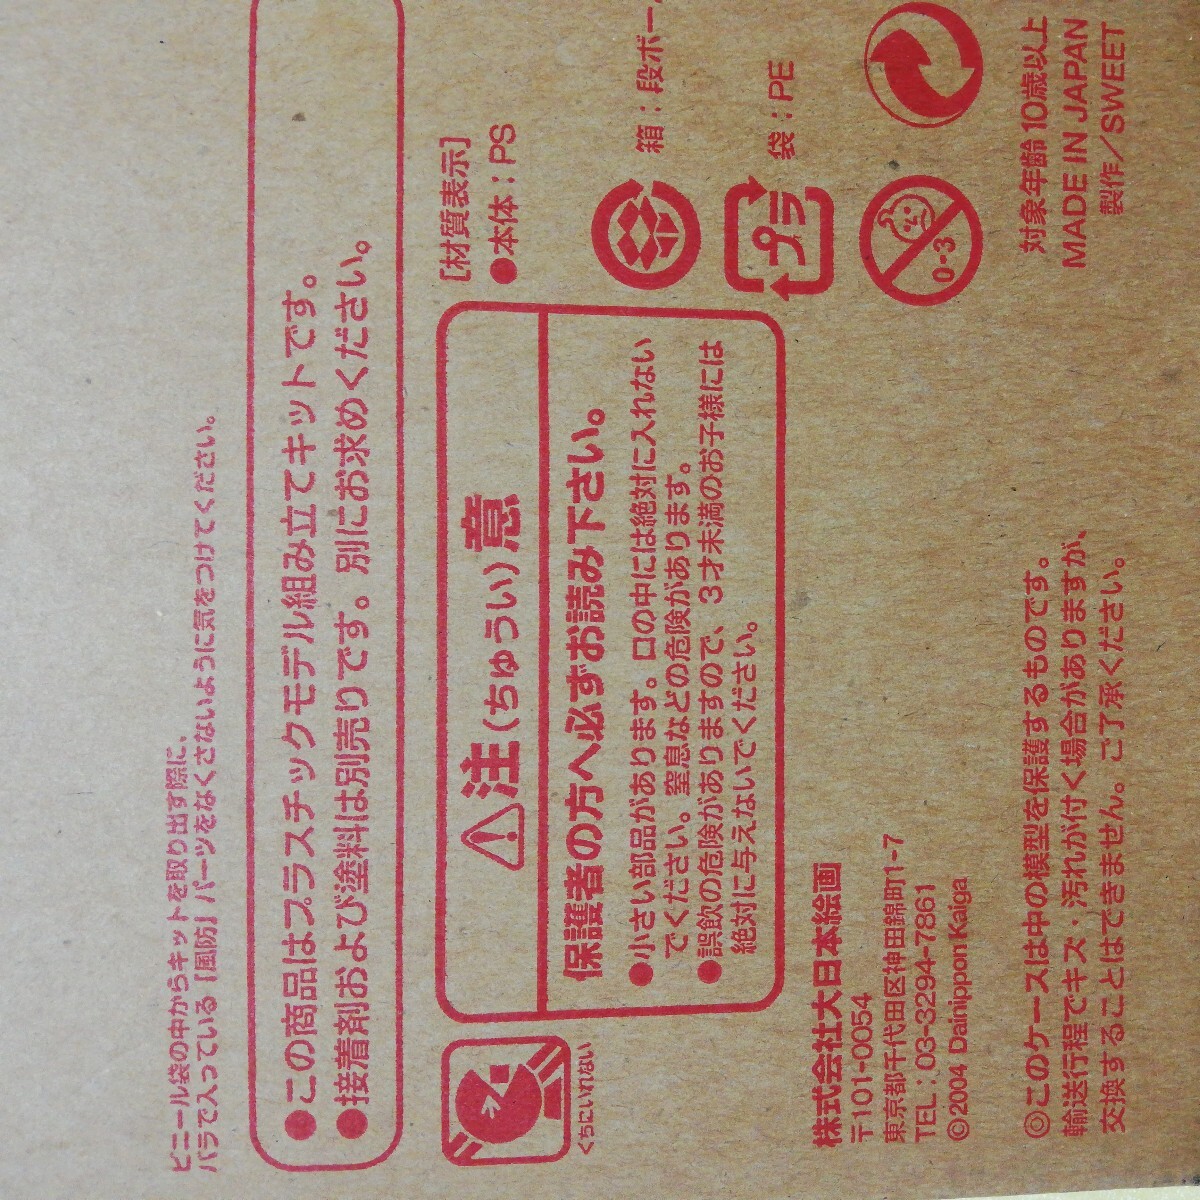 ビニール袋の中からキットを取り出す際に、
バラで入っている「風防」パーツをなくさないように気をつけてください。
●この商品はプラスチックモデル組み立てキットです。
●接着剤および塗料は別売りです。別にお求めください。
くちにいれない
注(ちゅうい)意
保護者の方へ必ずお読み下さい。
●小さい部品があります。口の中には絶対に入れない
でください。窒息などの危険があります。
●誤飲の危険がありますので、3才未満のお子様には
絶対に与えないでください。
[材質表示]
●本体:PS
箱:段ボー
プラ
袋:PE
0-3
対象年齢10歳以上
MADE IN JAPAN
製作/SWEET
株式会社大日本絵画
〒101-0054
東京都千代田区神田錦町1-7
TEL:03-3294-7861
©2004 Dainippon Kaiga
◎このケースは中の模型を保護するものです。
輸送行程でキズ・汚れが付く場合がありますが、
交換することはできません。ご了承ください。